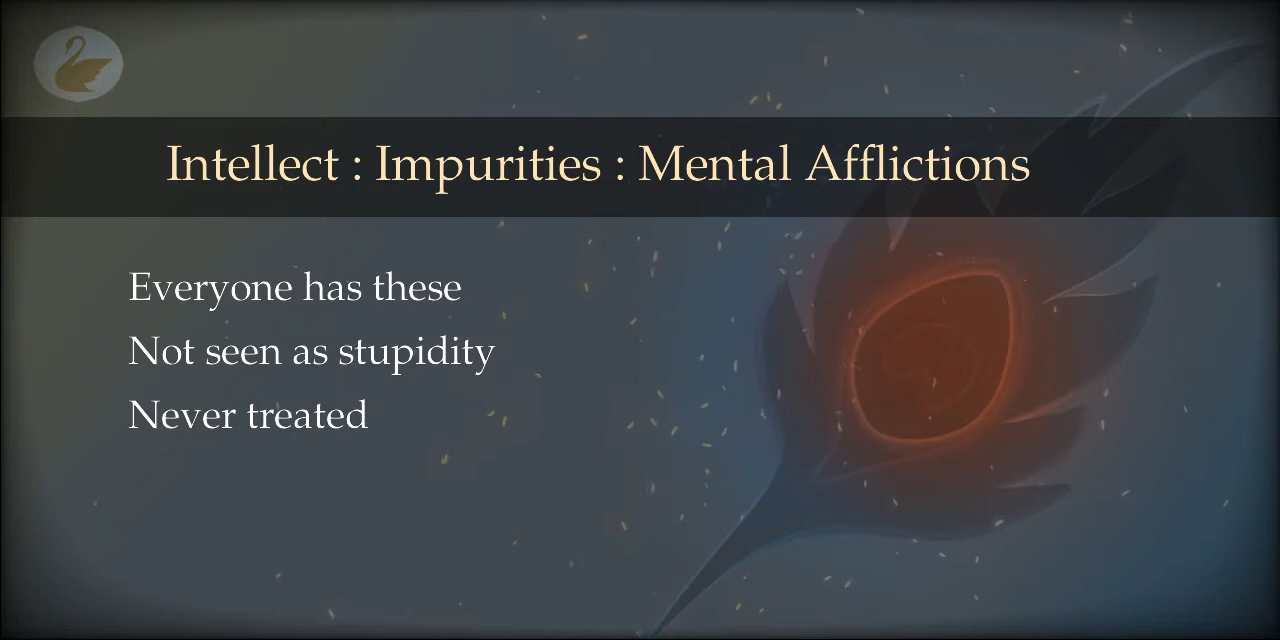 Intellect : Impurities : Mental Afflictions
Everyone has these
Not seen as stupidity
Never treated